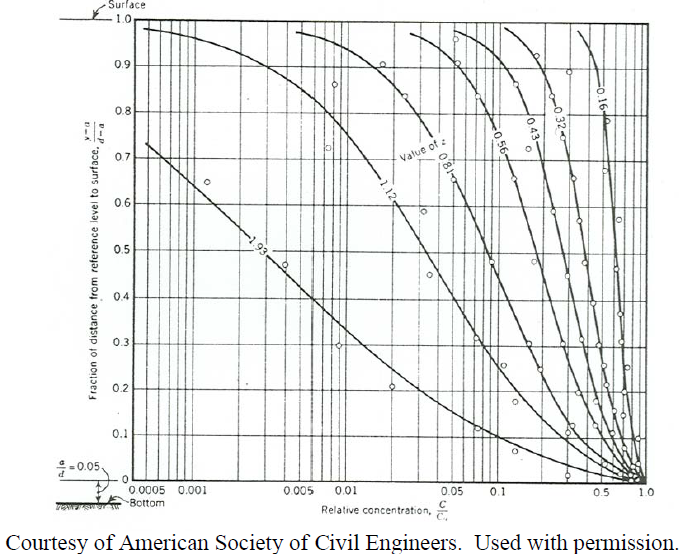 Surface
1.0
0.9
0.8
0.7
0.6
0.5
0.4
0.3
0.2
0.1
0
Fraction of distance from reference level to surface, y-a / d-a
Value of z
1.93
1.12
0.81
0.56
0.43
0.32
0.16
a/d = 0.05
Bottom
0.0005 0.001 0.005 0.01 0.05 0.1 0.5 1.0
Relative concentration, C/Cₐ
Courtesy of American Society of Civil Engineers. Used with permission.